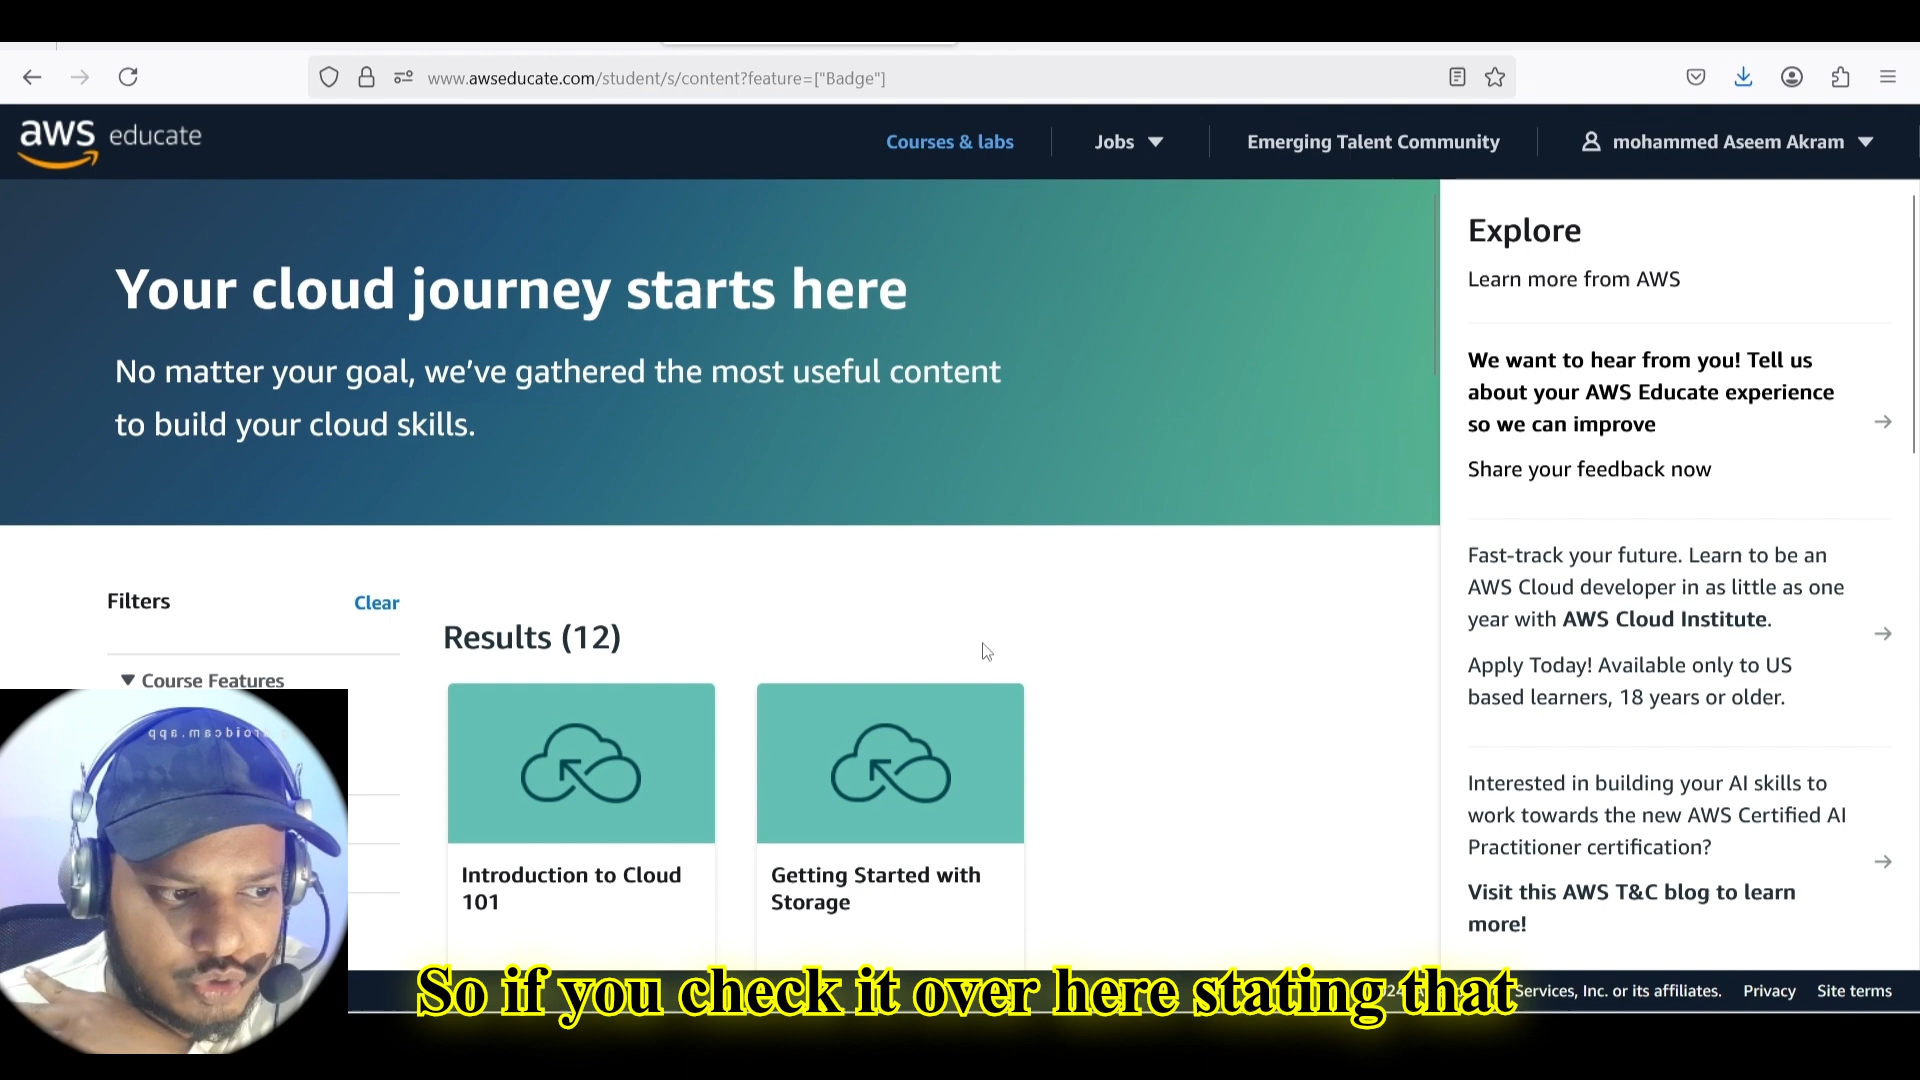 www.awseducate.com/student/s/content?feature=["Badge"]
aws educate
Courses & labs
Jobs
Emerging Talent Community
mohammed Aseem Akram
Your cloud journey starts here
No matter your goal, we've gathered the most useful content
to build your cloud skills.
Filters
Clear
Course Features
Results (12)
Introduction to Cloud
101
Getting Started with
Storage
Explore
Learn more from AWS
We want to hear from you! Tell us
about your AWS Educate experience
so we can improve
Share your feedback now
Fast-track your future. Learn to be an
AWS Cloud developer in as little as one
year with AWS Cloud Institute.
Apply Today! Available only to US
based learners, 18 years or older.
Interested in building your AI skills to
work towards the new AWS Certified AI
Practitioner certification?
Visit this AWS T&C blog to learn
more!
Services, Inc. or its affiliates.
Privacy
Site terms
So if you check it over here stating that